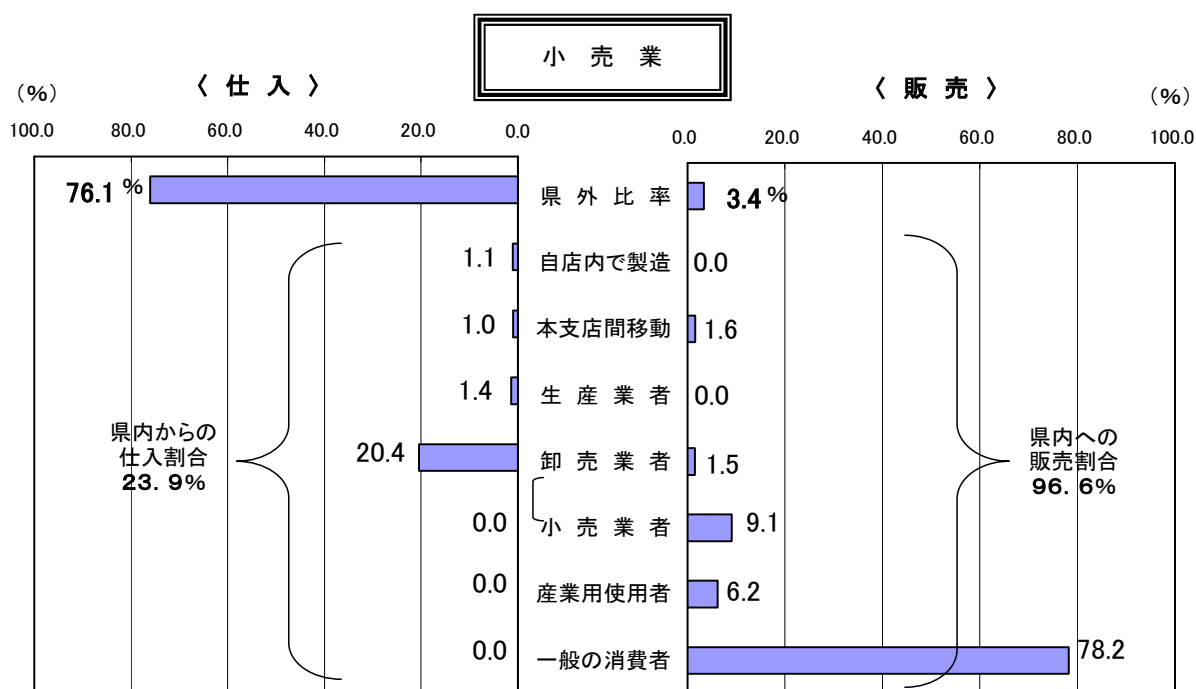 小 売 業
〈 仕 入 〉
〈 販 売 〉
(%)
(%)
100.0 80.0 60.0 40.0 20.0 0.0
0.0 20.0 40.0 60.0 80.0 100.0
76.1 % 県 外 比 率 3.4 %
1.1 自店内で製造 0.0
1.0 本支店間移動 1.6
1.4 生 産 業 者 0.0
20.4 卸 売 業 者 1.5
0.0 小 売 業 者 9.1
0.0 産業用使用者 6.2
0.0 一般の消費者 78.2
県内からの
仕入割合
23.9%
県内への
販売割合
96.6%